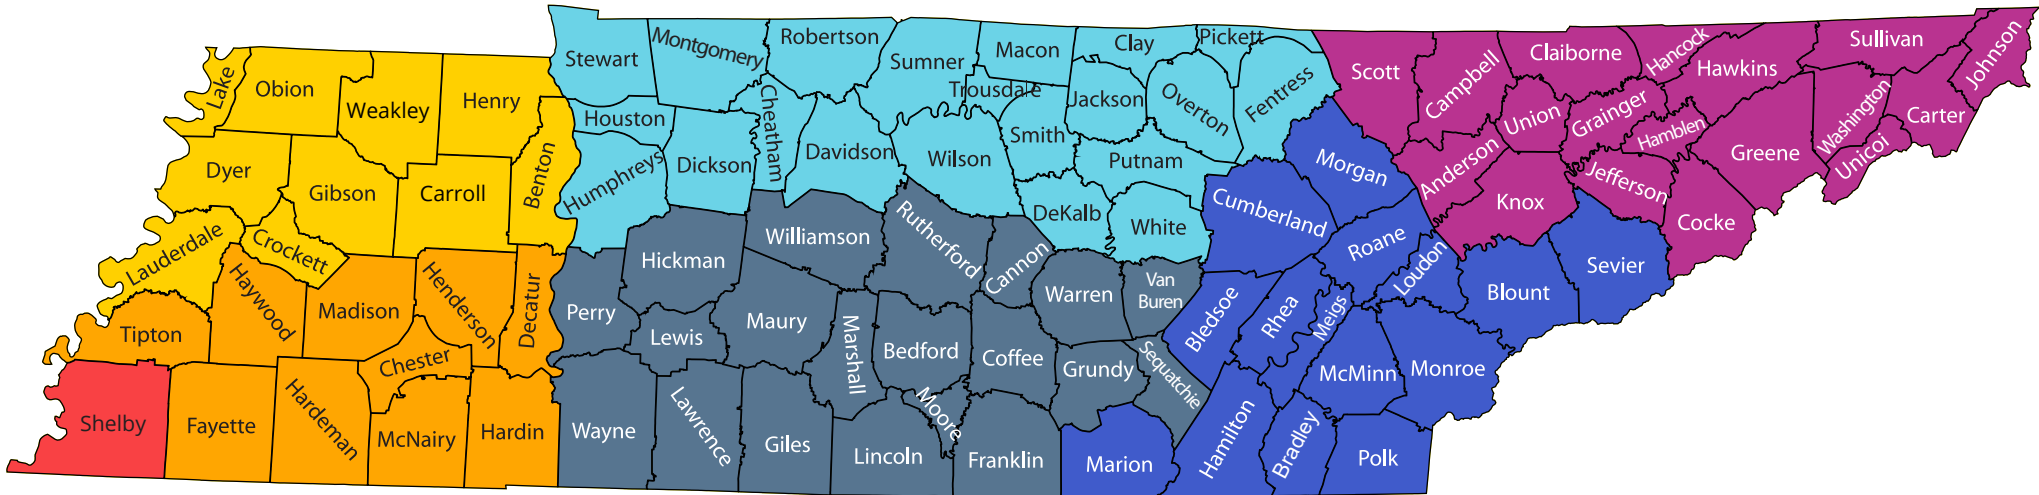 Lake
Obion
Weakley
Henry
Stewart
Montgomery
Robertson
Sumner
Macon
Clay
Pickett
Scott
Campbell
Claiborne
Hancock
Hawkins
Sullivan
Johnson
Houston
Cheatham
Trousdale
Jackson
Overton
Fentress
Union
Grainger
Hamblen
Washington
Carter
Dyer
Gibson
Carroll
Benton
Humphreys
Dickson
Davidson
Wilson
Smith
Putnam
Morgan
Anderson
Knox
Jefferson
Greene
Unicoi
Lauderdale
Crockett
Williamson
Rutherford
Cannon
DeKalb
White
Cumberland
Roane
Loudon
Cocke
Tipton
Haywood
Madison
Henderson
Decatur
Perry
Hickman
Lewis
Maury
Marshall
Bedford
Coffee
Warren
Van
Buren
Bledsoe
Rhea
Meigs
Blount
Sevier
Shelby
Fayette
Hardeman
Chester
McNairy
Hardin
Wayne
Lawrence
Giles
Lincoln
Moore
Franklin
Grundy
Sequatchie
Marion
Hamilton
Bradley
McMinn
Polk
Monroe